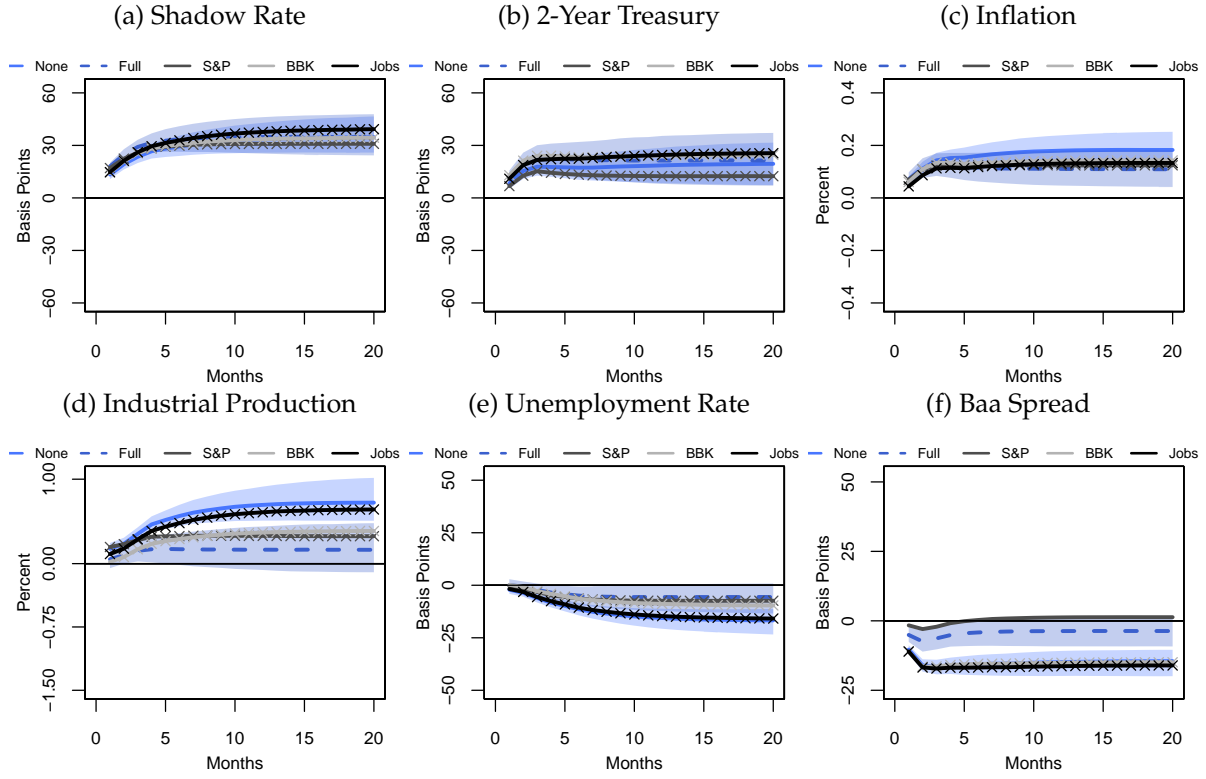 (a) Shadow Rate
(b) 2-Year Treasury
(c) Inflation
None Full S&P BBK Jobs
None Full S&P BBK Jobs
None Full S&P BBK Jobs
Basis Points
60
30
0
−30
−60
0 5 10 15 20
Months
Basis Points
60
30
0
−30
−60
0 5 10 15 20
Months
Percent
0.4
0.2
0.0
−0.2
−0.4
0 5 10 15 20
Months
(d) Industrial Production
(e) Unemployment Rate
(f) Baa Spread
None Full S&P BBK Jobs
None Full S&P BBK Jobs
None Full S&P BBK Jobs
Percent
1.00
0.00
−0.75
−1.50
0 5 10 15 20
Months
Basis Points
50
25
0
−25
−50
0 5 10 15 20
Months
Basis Points
50
25
0
−25
0 5 10 15 20
Months